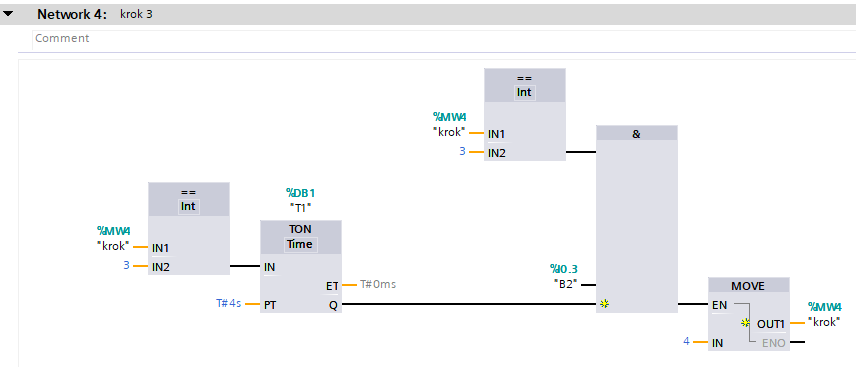 Network 4: krok 3
Comment
==
Int
%MW4
"krok"
IN1
3
IN2
&
==
Int
%MW4
"krok"
IN1
3
IN2
%DB1
"T1"
TON
Time
IN
ET
T#0ms
T#4s
PT
Q
%I0.3
"B2"
MOVE
EN
%MW4
OUT1
"krok"
4
IN
ENO